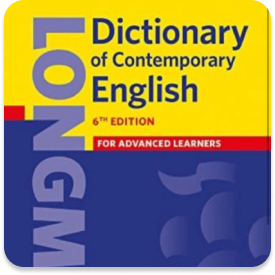 LONGM
Dictionary
of Contemporary
English
6TH EDITION
FOR ADVANCED LEARNERS